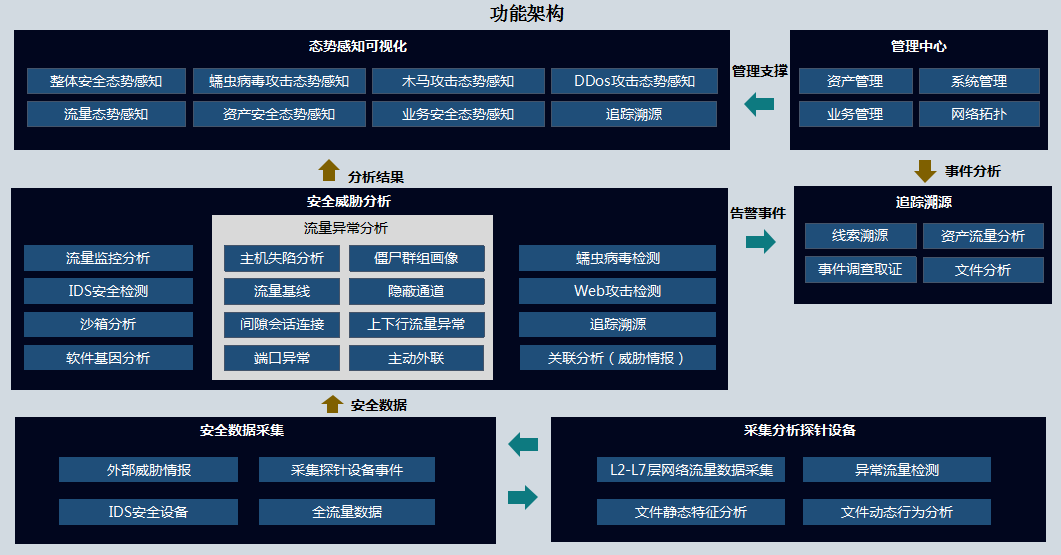 功能架构
态势感知可视化
整体安全态势感知
蠕虫病毒攻击态势感知
木马攻击态势感知
DDos攻击态势感知
流量态势感知
资产安全态势感知
业务安全态势感知
追踪溯源
管理支撑
管理中心
资产管理
系统管理
业务管理
网络拓扑
分析结果
事件分析
安全威胁分析
流量异常分析
流量监控分析
IDS安全检测
沙箱分析
软件基因分析
主机失陷分析
僵尸群组画像
流量基线
隐蔽通道
间隙会话连接
上下行流量异常
端口异常
主动外联
蠕虫病毒检测
Web攻击检测
追踪溯源
关联分析（威胁情报）
告警事件
追踪溯源
线索溯源
资产流量分析
事件调查取证
文件分析
安全数据
安全数据采集
外部威胁情报
采集探针设备事件
IDS安全设备
全流量数据
采集分析探针设备
L2-L7层网络流量数据采集
异常流量检测
文件静态特征分析
文件动态行为分析